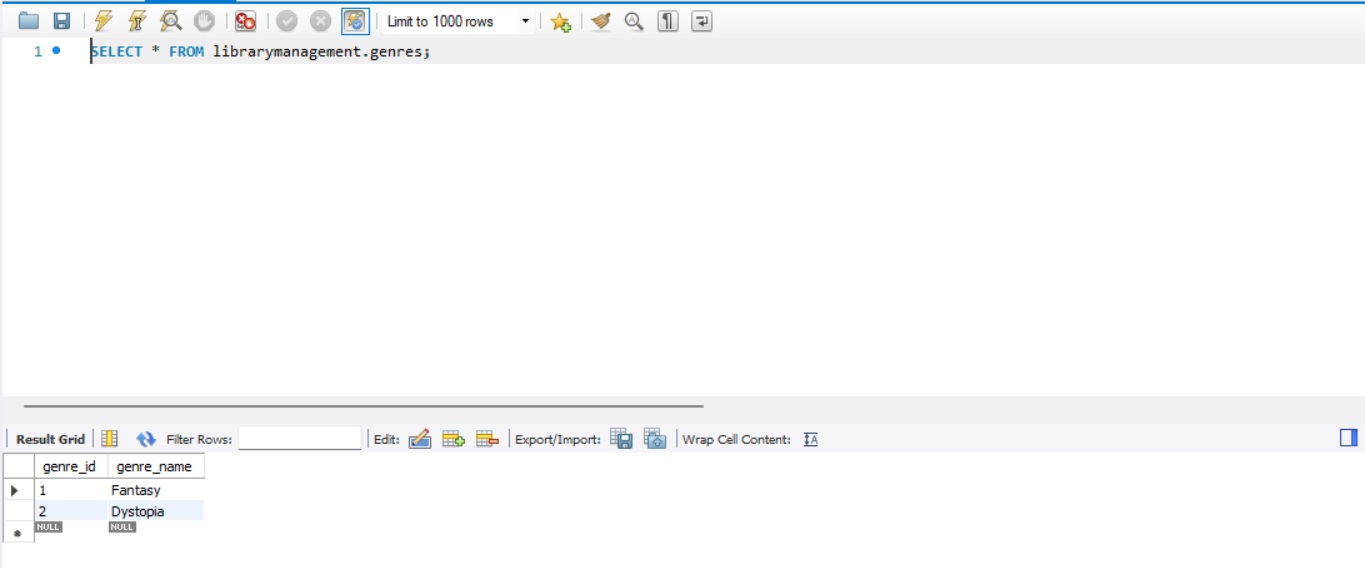 Limit to 1000 rows
1 SELECT * FROM librarymanagement.genres;
Result Grid Filter Rows: Edit: Export/Import: Wrap Cell Content: IA
genre_id genre_name
1 Fantasy
2 Dystopia
NULL NULL